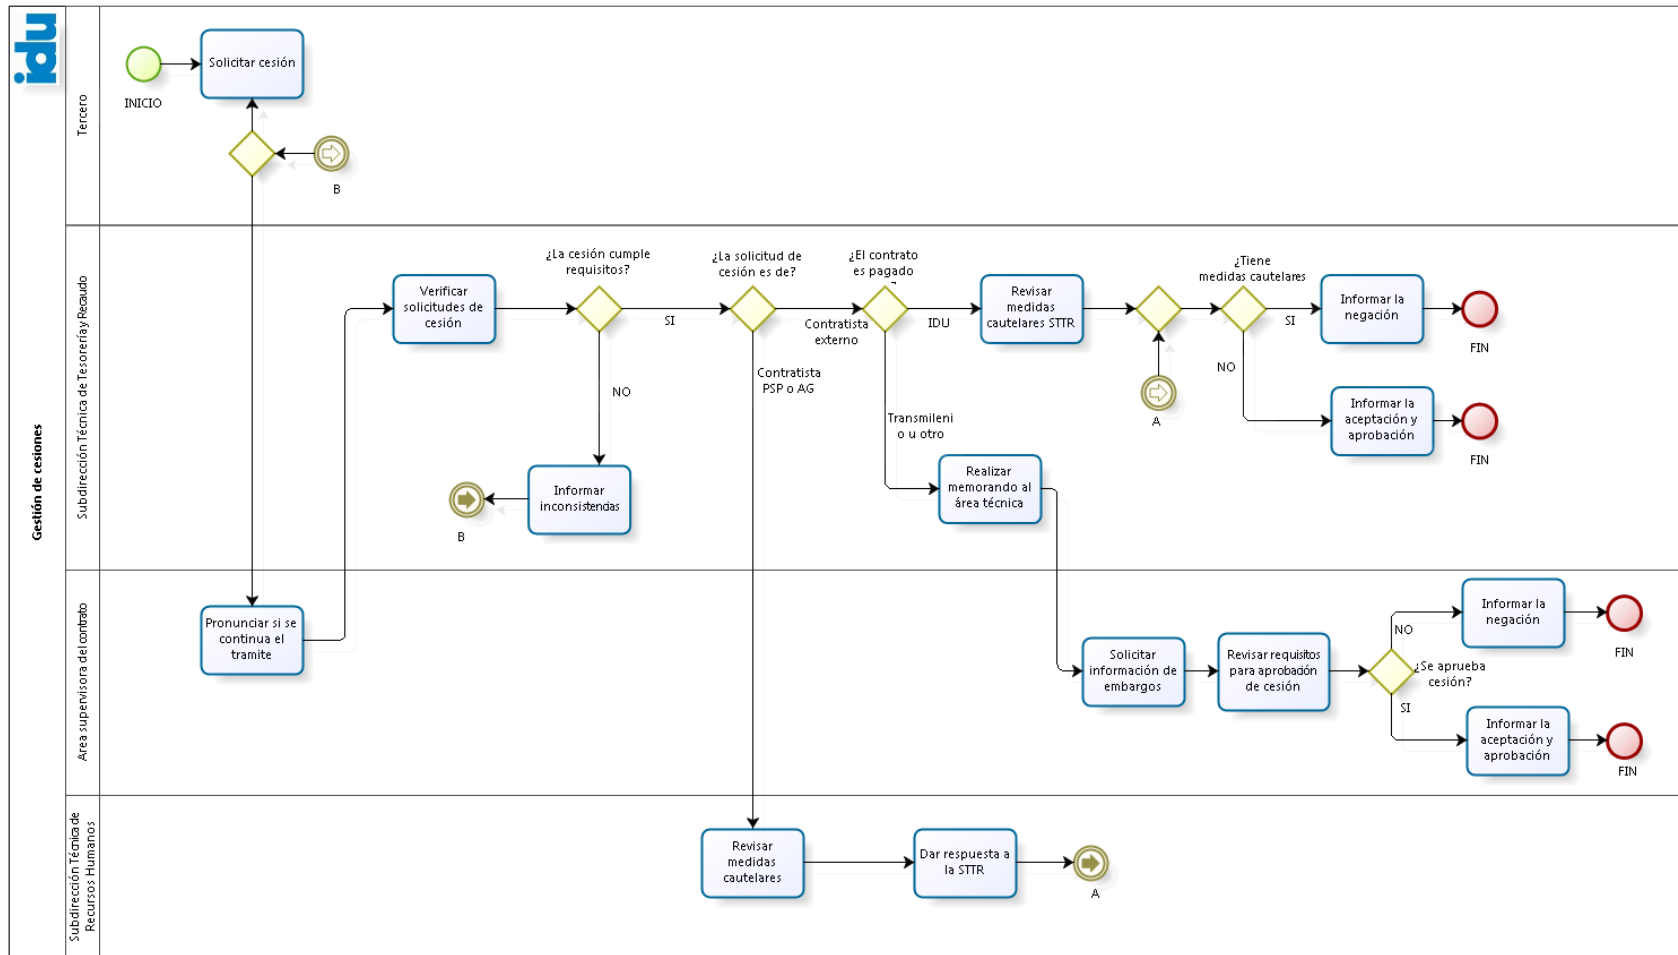 idu
Gestión de cesiones
Tercero
INICIO
Solicitar cesión
B
Subdirección Técnica de Tesorería y Recaudo
Verificar
solicitudes de
cesión
¿La cesión cumple
requisitos?
SI
NO
Informar
inconsistencias
B
¿La solicitud de
cesión es de?
Contratista
externo
Contratista
PSP o AG
¿El contrato
es pagado
IDU
Transmileni
o u otro
Revisar
medidas
cautelares STTR
Realizar
memorando al
área técnica
A
¿Tiene
medidas cautelares
SI
NO
Informar la
negación
FIN
Informar la
aceptación y
aprobación
FIN
Area supervisora del contrato
Pronunciar si se
continua el
tramite
Solicitar
información de
embargos
Revisar requisitos
para aprobación
de cesión
¿Se aprueba
cesión?
NO
SI
Informar la
negación
FIN
Informar la
aceptación y
aprobación
FIN
Subdirección Técnica de
Recursos Humanos
Revisar
medidas
cautelares
Dar respuesta a
la STTR
A